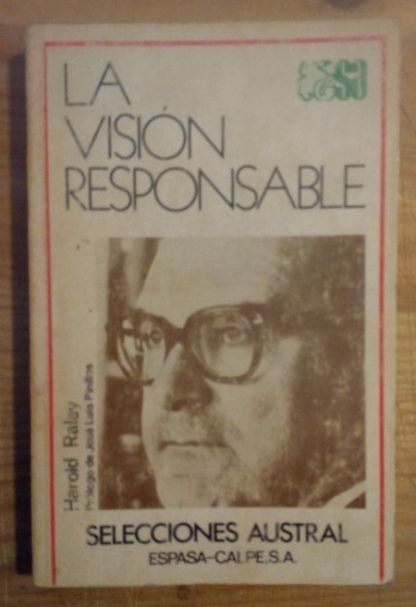 LA
VISIÓN
RESPONSABLE
Harold Raley
Prólogo de José Luis Pinillos
SELECCIONES AUSTRAL
ESPASA-CALPE, S.A.